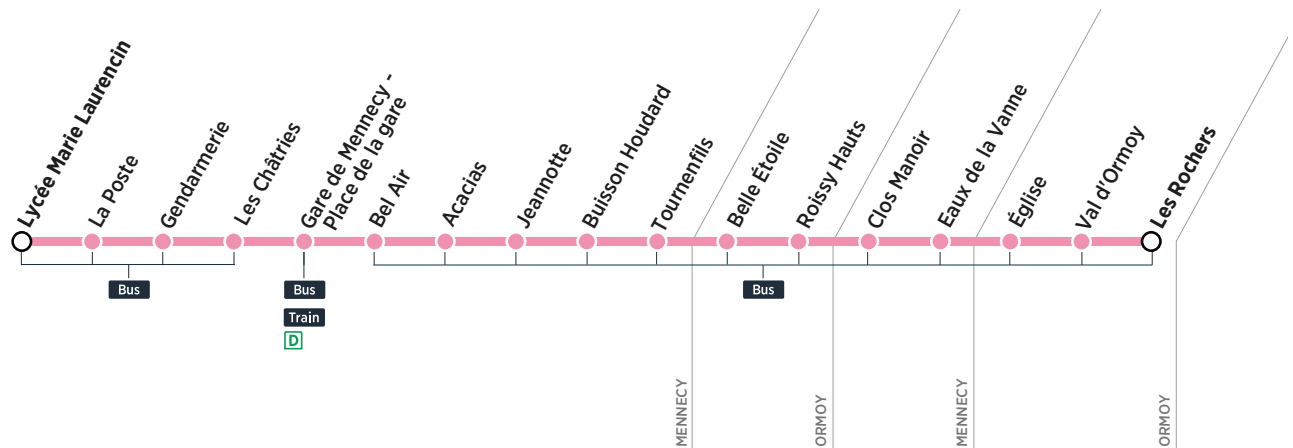 Lycée Marie Laurencin
La Poste
Gendarmerie
Les Châtries
Gare de Mennecy -
Place de la gare
Bel Air
Acacias
Jeannotte
Buisson Houdard
Tournenfils
Belle Étoile
Roissy Hauts
Clos Manoir
Eaux de la Vanne
Église
Val d'Ormoy
Les Rochers
Bus
Bus
Train
D
Bus
MENNECY
ORMOY
MENNECY
ORMOY